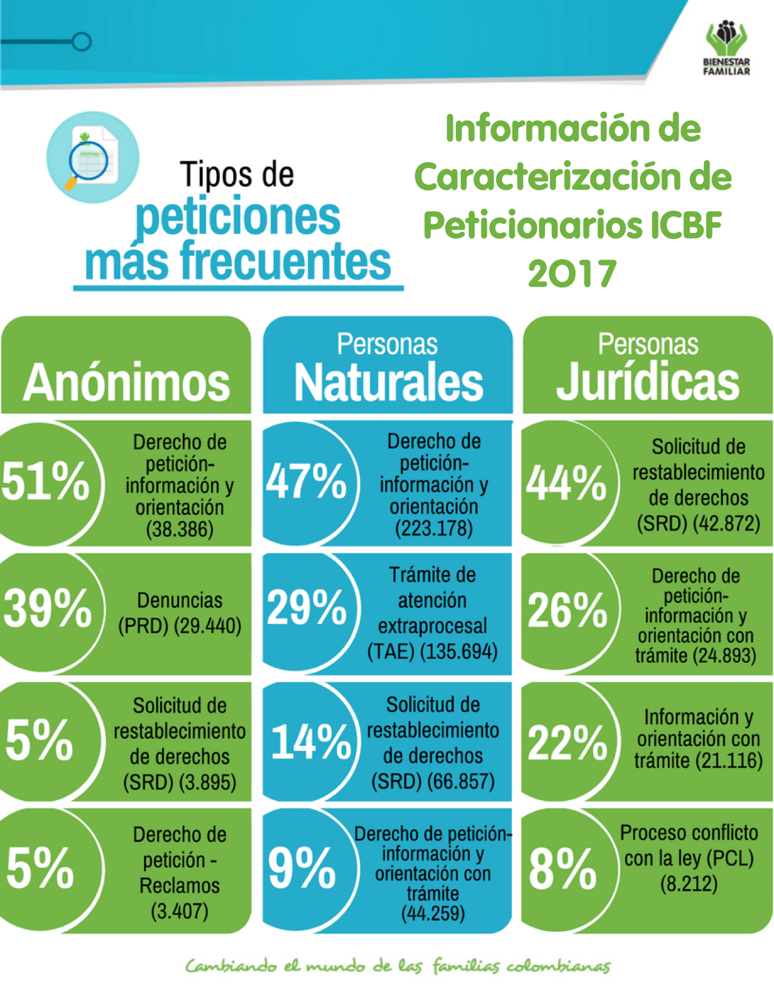 BIENESTAR
FAMILIAR
Tipos de
peticiones
más frecuentes
Información de
Caracterización de
Peticionarios ICBF
2017
Anónimos
51%
Derecho de
petición-
información y
orientación
(38.386)
39%
Denuncias
(PRD) (29.440)
5%
Solicitud de
restablecimiento
de derechos
(SRD) (3.895)
5%
Derecho de
petición -
Reclamos
(3.407)
Personas
Naturales
47%
Derecho de
petición-
información y
orientación
(223.178)
29%
Trámite de
atención
extraprocesal
(TAE) (135.694)
14%
Solicitud de
restablecimiento
de derechos
(SRD) (66.857)
9%
Derecho de petición-
información y
orientación con
trámite
(44.259)
Personas
Jurídicas
44%
Solicitud de
restablecimiento
de derechos
(SRD) (42.872)
26%
Derecho de
petición-
información y
orientación con
trámite (24.893)
22%
Información y
orientación con
trámite (21.116)
8%
Proceso conflicto
con la ley (PCL)
(8.212)
Cambiando el mundo de las familias colombianas